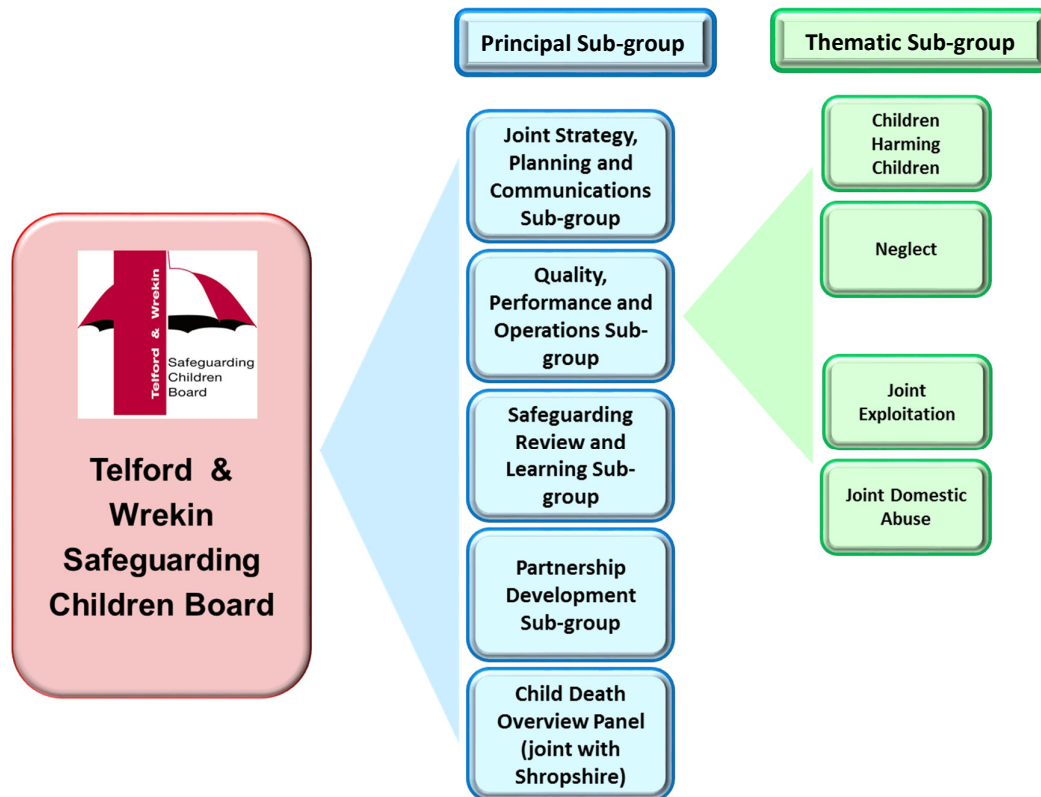 Principal Sub-group
Thematic Sub-group
Telford & Wrekin
Safeguarding
Children
Board
Telford &
Wrekin
Safeguarding
Children Board
Joint Strategy,
Planning and
Communications
Sub-group
Quality,
Performance and
Operations Sub-
group
Safeguarding
Review and
Learning Sub-
group
Partnership
Development
Sub-group
Child Death
Overview Panel
(joint with
Shropshire)
Children
Harming
Children
Neglect
Joint
Exploitation
Joint Domestic
Abuse